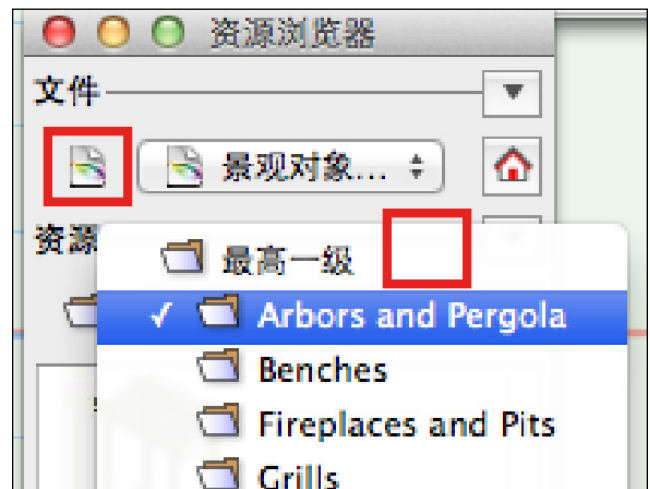 资源浏览器
文件
景观对象...
资源
最高一级
✓ Arbors and Pergola
Benches
Fireplaces and Pits
Grills